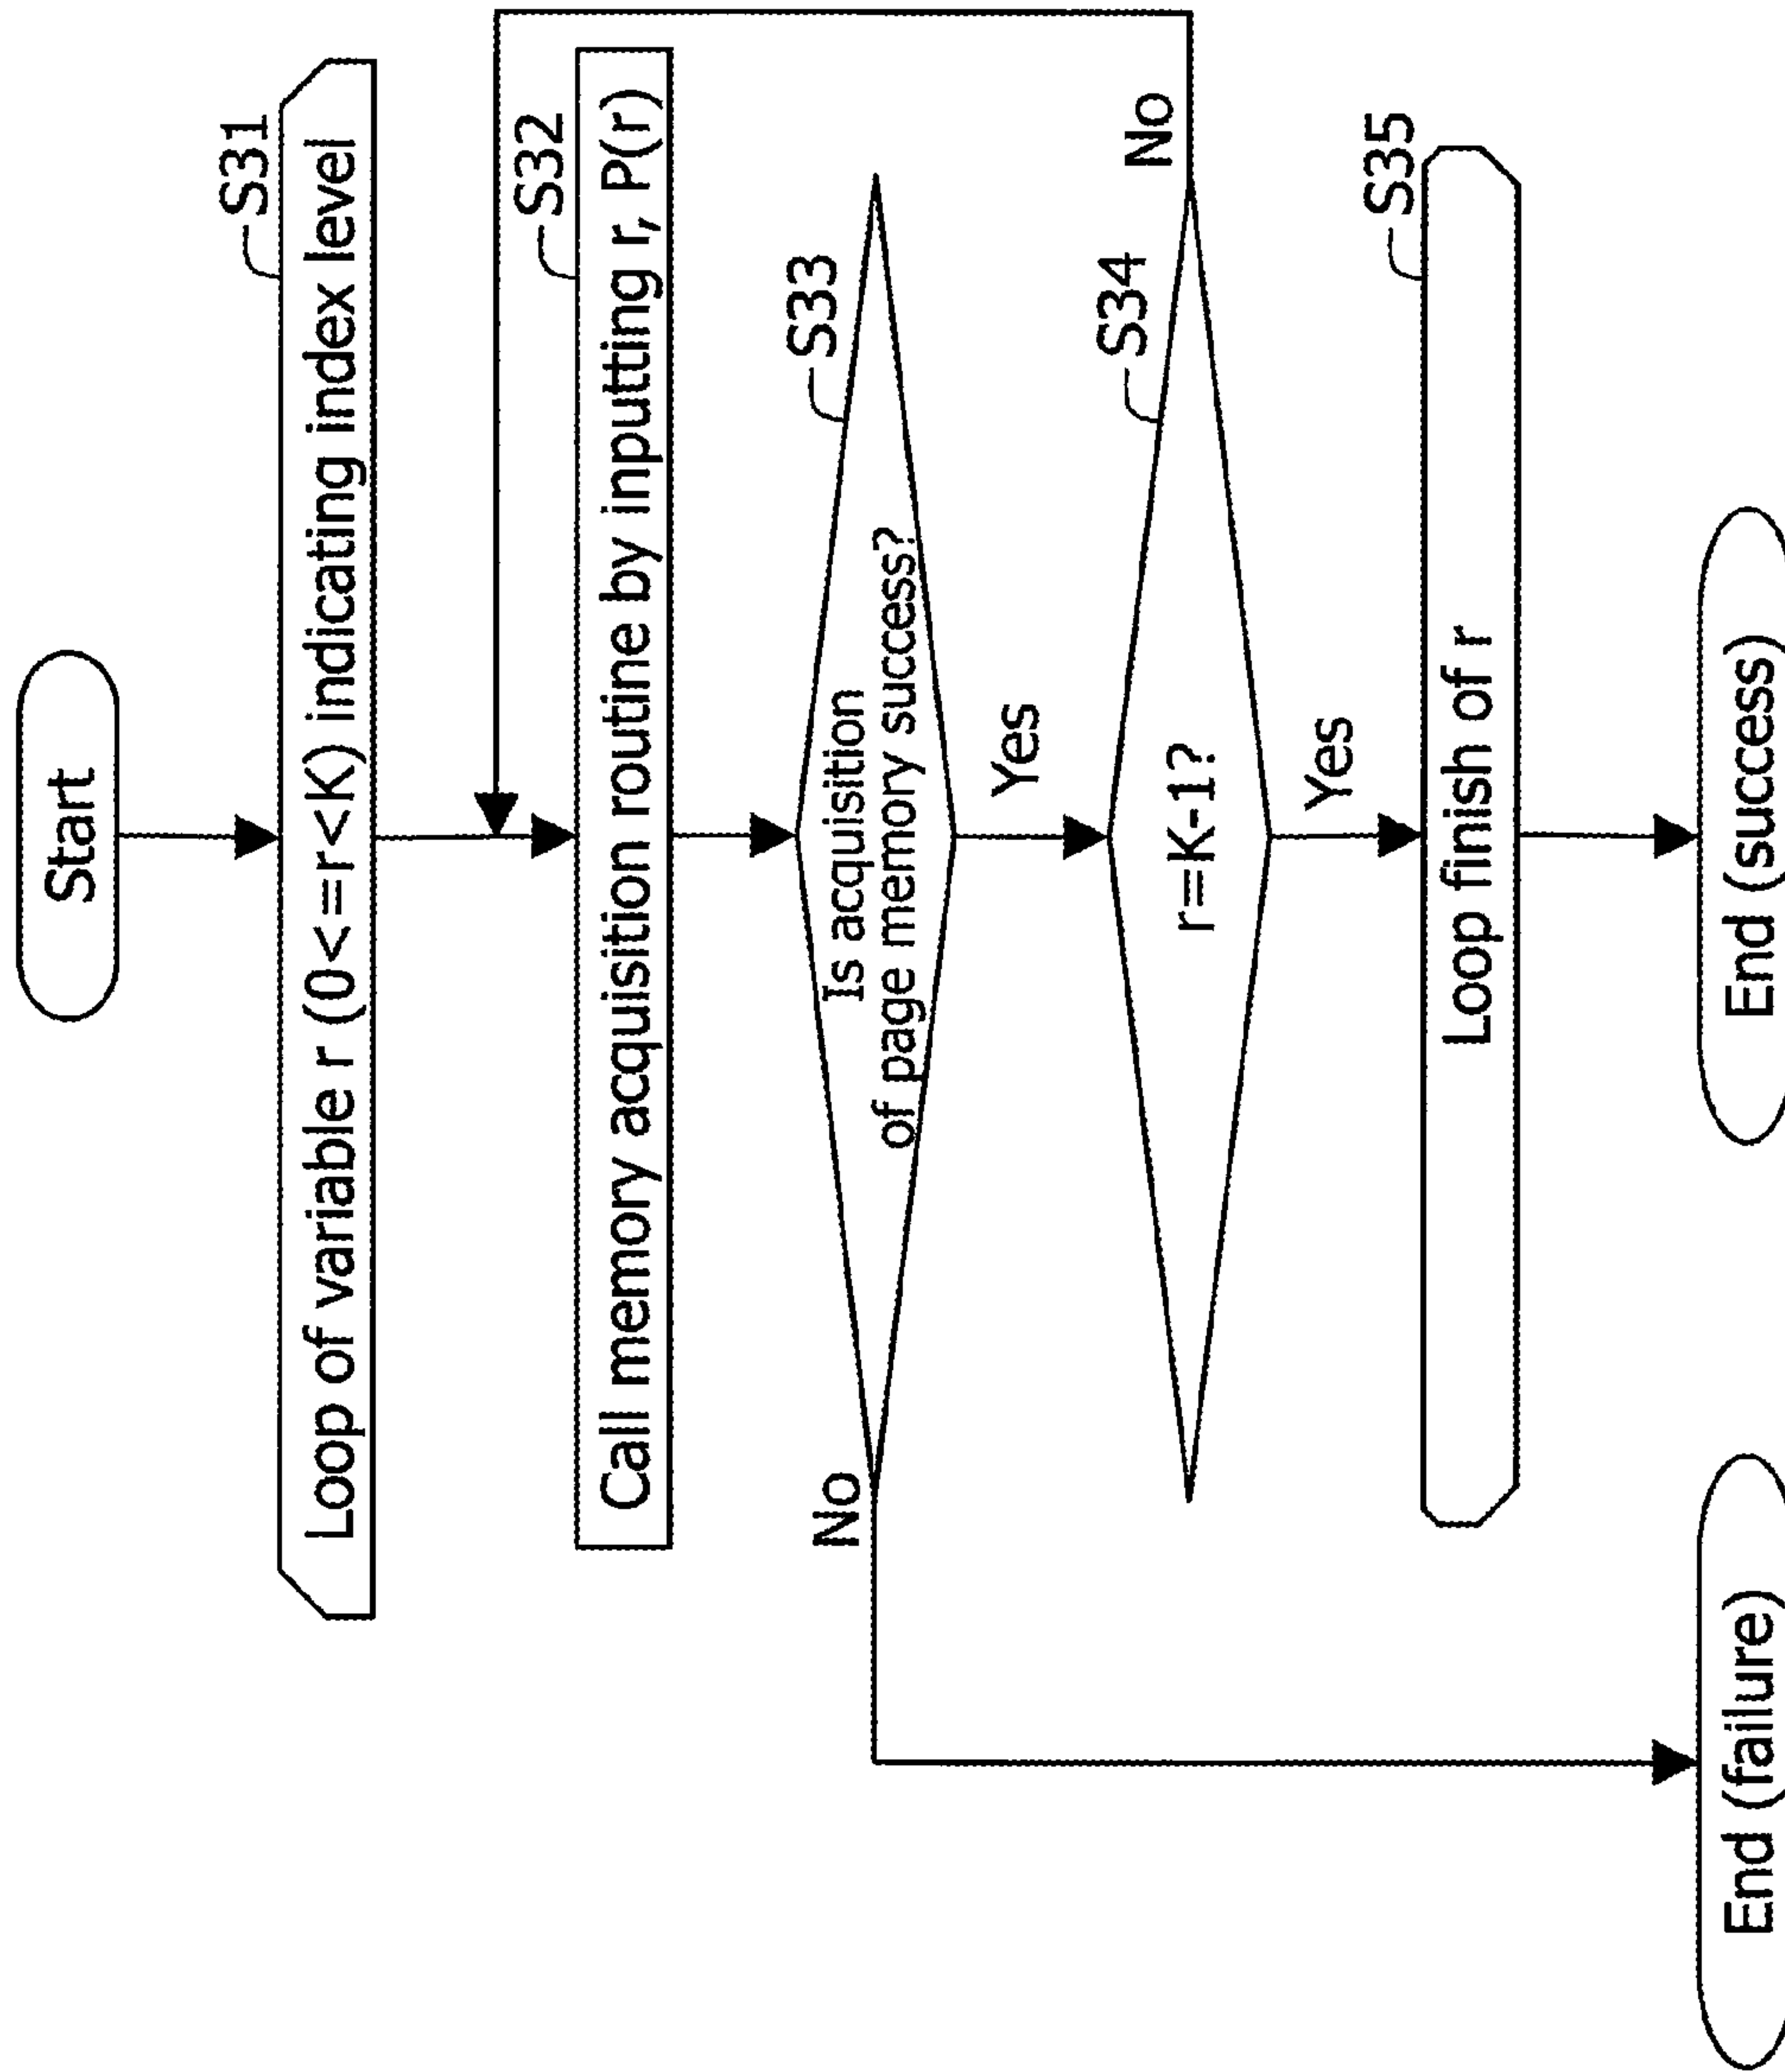 Start
S31
Loop of variable r (0<=r<K) indicating index level
S32
Call memory acquisition routine by inputting r, P(r)
S33
Is acquisition
of page memory success?
No
Yes
S34
r=K-1?
No
Yes
S35
Loop finish of r
End (failure)
End (success)